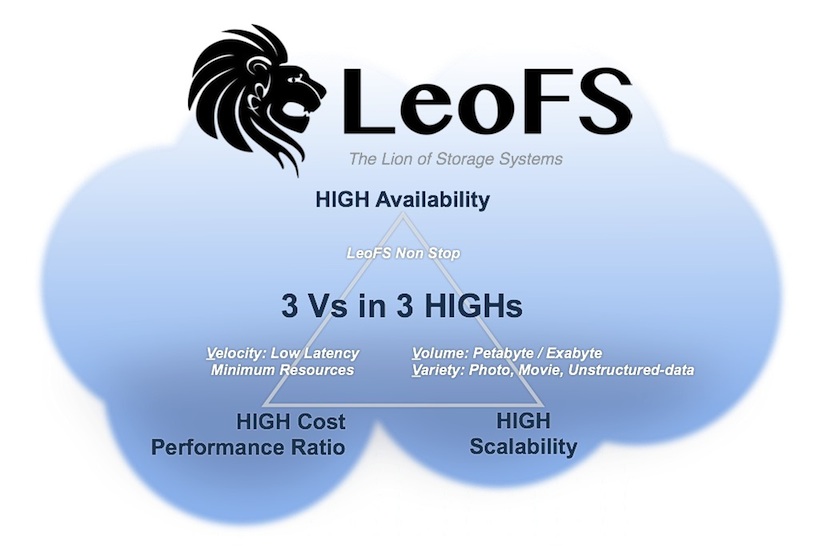 LeoFS
The Lion of Storage Systems
HIGH Availability
LeoFS Non Stop
3 Vs in 3 HIGHs
Velocity: Low Latency
Minimum Resources
Volume: Petabyte / Exabyte
Variety: Photo, Movie, Unstructured-data
HIGH Cost
Performance Ratio
HIGH
Scalability